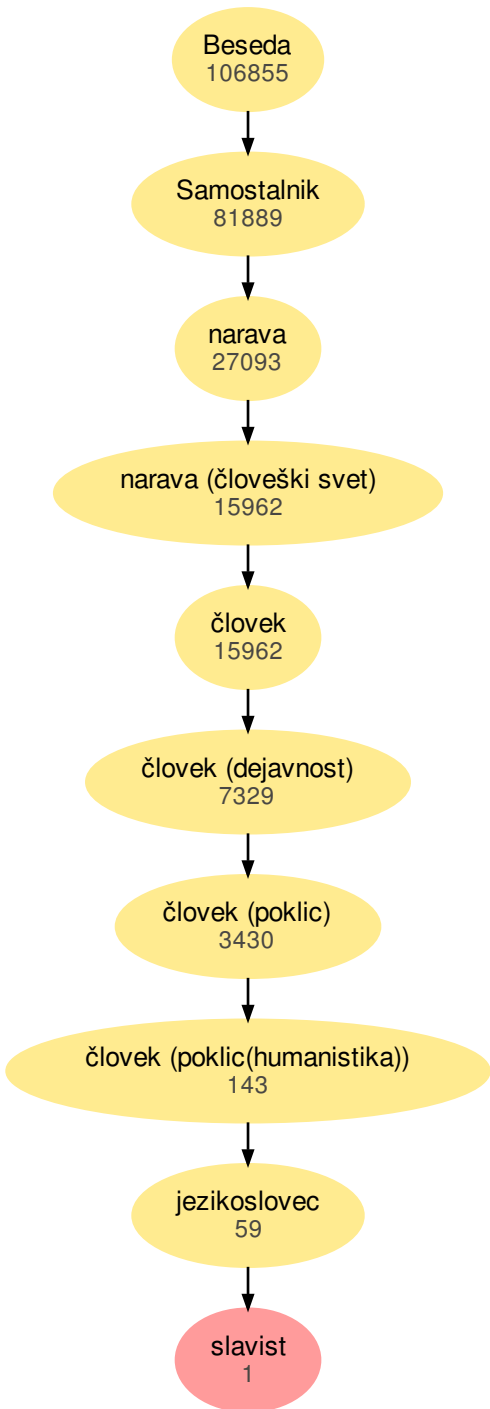 Beseda
106855
Samostalnik
81889
narava
27093
narava (človeški svet)
15962
človek
15962
človek (dejavnost)
7329
človek (poklic)
3430
človek (poklic(humanistika))
143
jezikoslovec
59
slavist
1